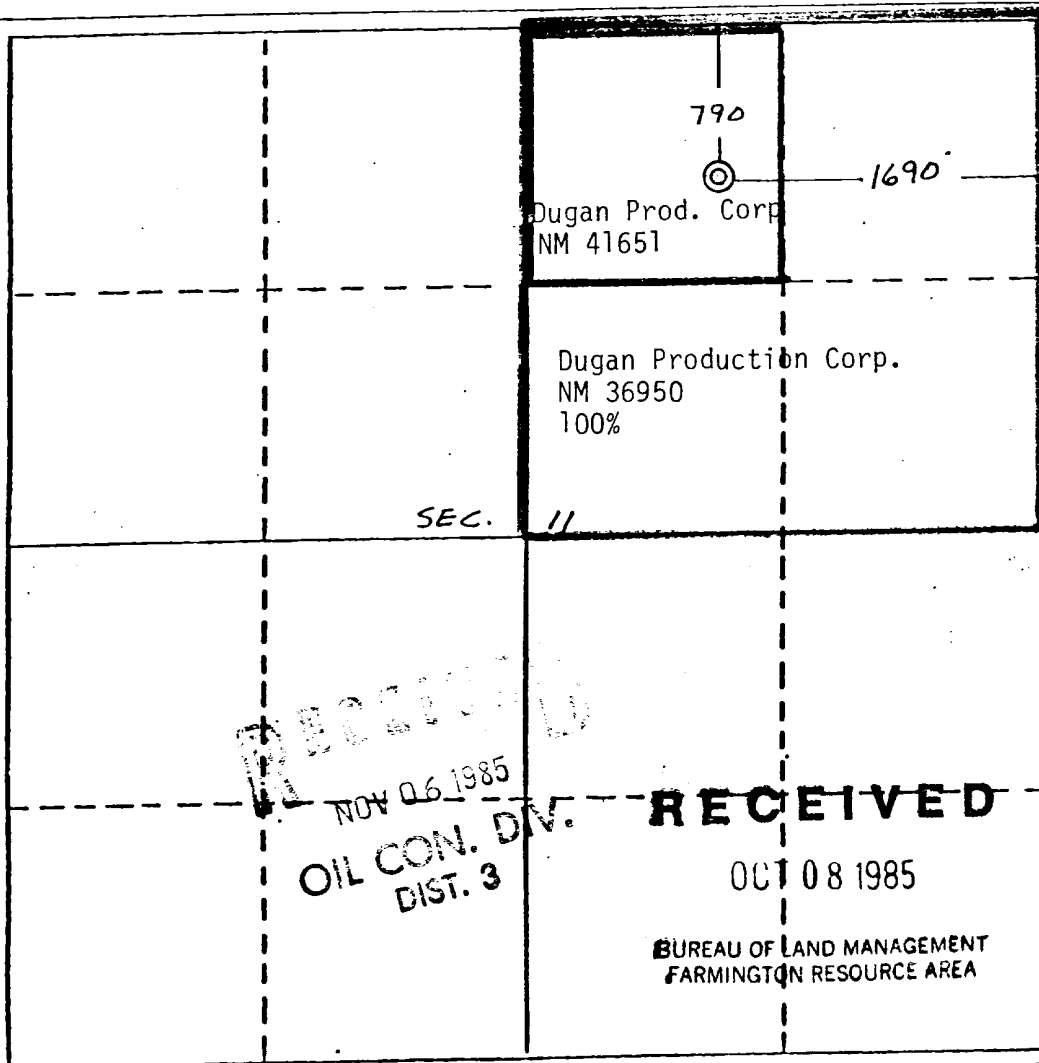 790
1690'
Dugan Prod. Corp
NM 41651
Dugan Production Corp.
NM 36950
100%
SEC. 11
RECEIVED
NOV 06 1985
OIL CON. DIV.
DIST. 3
RECEIVED
OCT 08 1985
BUREAU OF LAND MANAGEMENT
FARMINGTON RESOURCE AREA